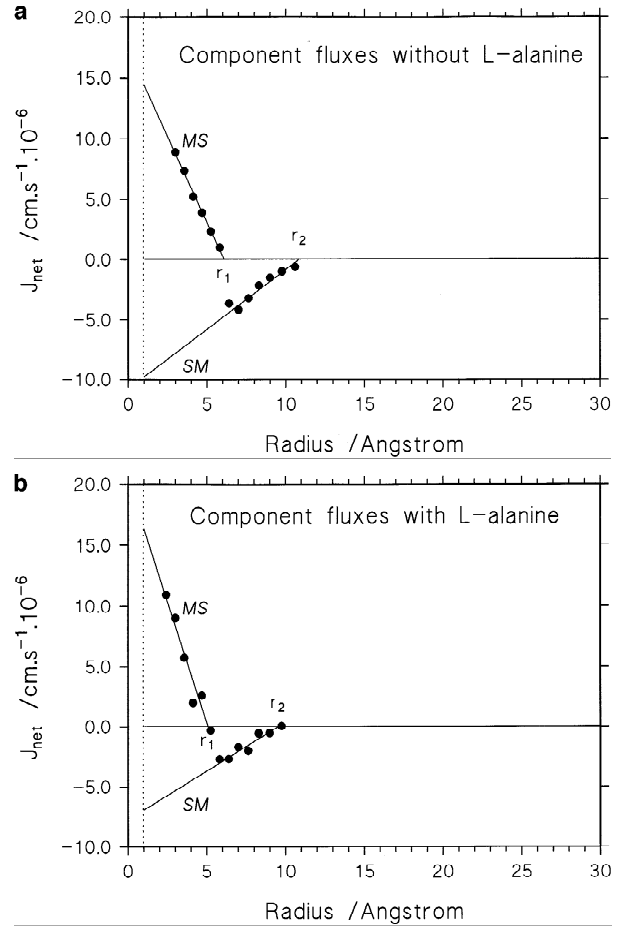 a
20.0
Component fluxes without L-alanine
15.0
MS
10.0
5.0
r2
0.0
r1
-5.0
SM
-10.0
0 5 10 15 20 25 30
Jnet /cm.s⁻¹.10⁻⁶
Radius /Angstrom
b
20.0
Component fluxes with L-alanine
15.0
MS
10.0
5.0
r2
0.0
r1
-5.0
SM
-10.0
0 5 10 15 20 25 30
Jnet /cm.s⁻¹.10⁻⁶
Radius /Angstrom